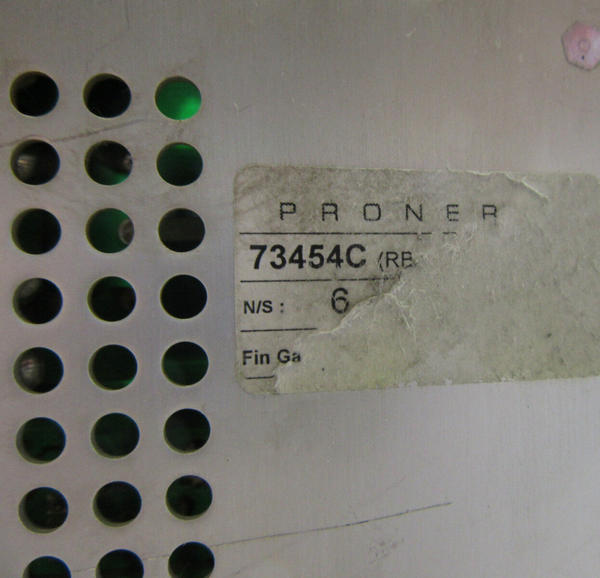 PRONER
73454C (RB
N/S : 6
Fin Ga